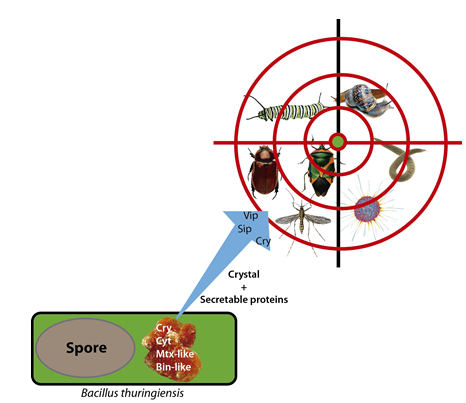 Vip
Sip
Cry
Crystal
+
Secretable proteins
Spore
Cry
Cyt
Mtx-like
Bin-like
Bacillus thuringiensis